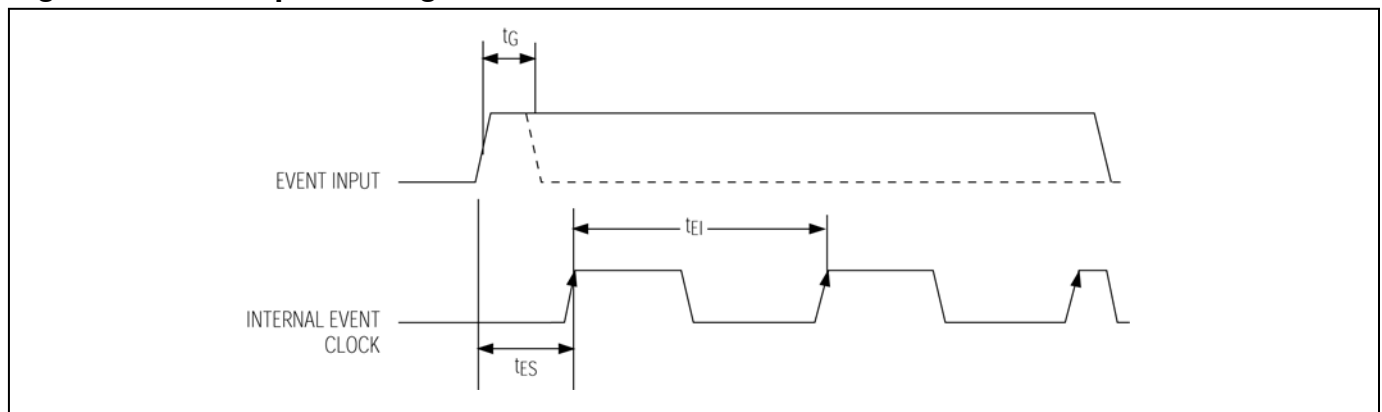 tG
EVENT INPUT
tEI
INTERNAL EVENT
CLOCK
tES